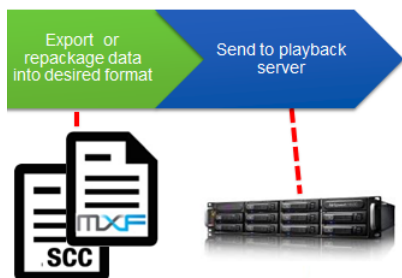 Export or
repackage data
into desired format
Send to playback
server
MXF
SCC